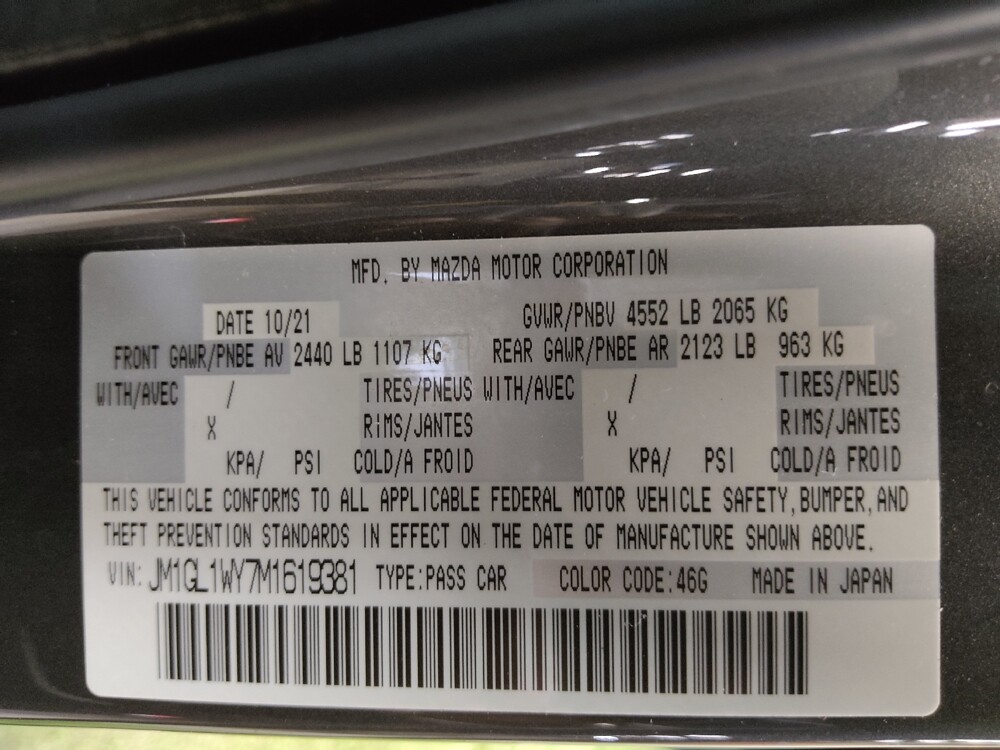 MFD. BY MAZDA MOTOR CORPORATION
DATE 10/21 GVWR/PNBV 4552 LB 2065 KG
FRONT GAWR/PNBE AV 2440 LB 1107 KG REAR GAWR/PNBE AR 2123 LB 963 KG
WITH/AVEC / TIRES/PNEUS WITH/AVEC / TIRES/PNEUS
X RIMS/JANTES X RIMS/JANTES
KPA/ PSI COLD/A FROID KPA/ PSI COLD/A FROID
THIS VEHICLE CONFORMS TO ALL APPLICABLE FEDERAL MOTOR VEHICLE SAFETY, BUMPER, AND
THEFT PREVENTION STANDARDS IN EFFECT ON THE DATE OF MANUFACTURE SHOWN ABOVE.
VIN: JM1GL1WY7M1619381 TYPE:PASS CAR COLOR CODE:46G MADE IN JAPAN